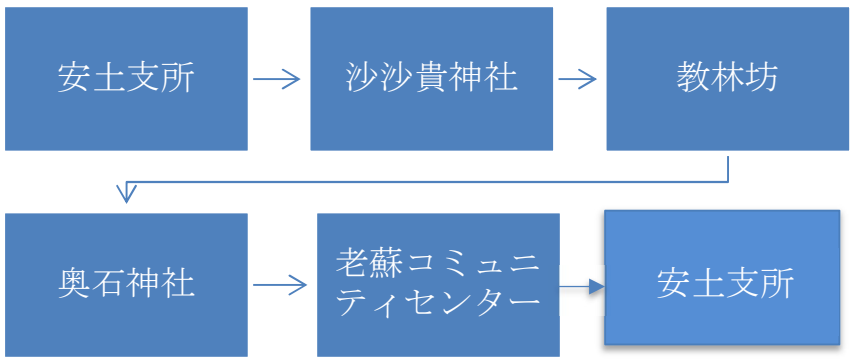 安土支所
沙沙貴神社
教林坊
奥石神社
老蘇コミュニ
ティセンター
安土支所